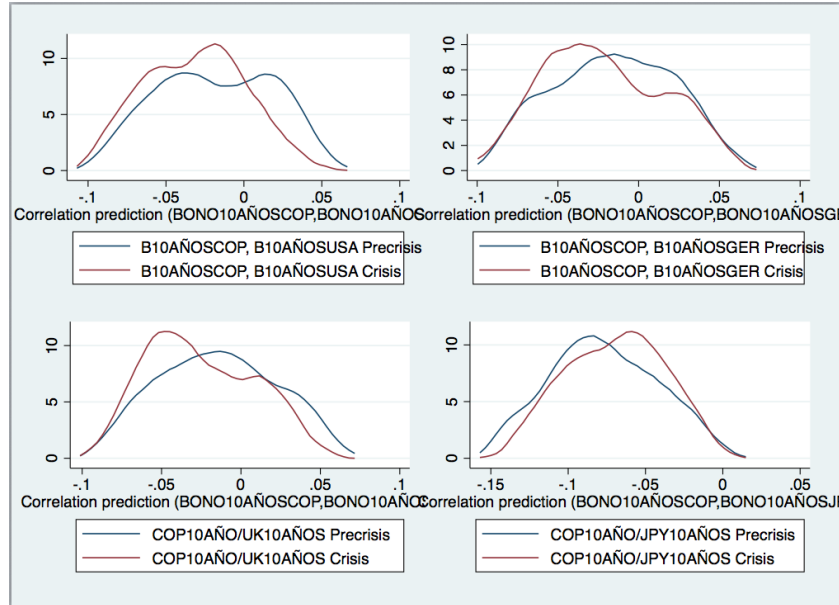 10
5
0
-.1 -.05 0 .05 .1
Correlation prediction (BONO10AÑOSCOP,BONO10AÑOS
B10AÑOSCOP, B10AÑOSUSA Precrisis
B10AÑOSCOP, B10AÑOSUSA Crisis
10
8
6
4
2
0
-.1 -.05 0 .05 .1
Correlation prediction (BONO10AÑOSCOP,BONO10AÑOSGE
B10AÑOSCOP, B10AÑOSGER Precrisis
B10AÑOSCOP, B10AÑOSGER Crisis
10
5
0
-.1 -.05 0 .05 .1
Correlation prediction (BONO10AÑOSCOP,BONO10AÑO
COP10AÑO/UK10AÑOS Precrisis
COP10AÑO/UK10AÑOS Crisis
10
5
0
-.15 -.1 -.05 0 .05
Correlation prediction (BONO10AÑOSCOP,BONO10AÑOSJ
COP10AÑO/JPY10AÑOS Precrisis
COP10AÑO/JPY10AÑOS Crisis